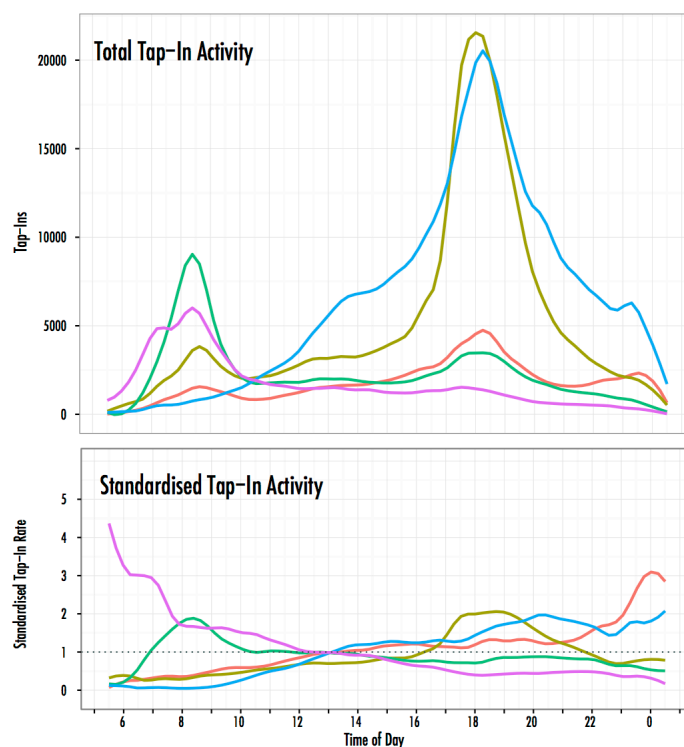 Total Tap-In Activity
20000
15000
10000
5000
0
Tap-Ins
Standardised Tap-In Activity
5
4
3
2
1
0
Standardised Tap-In Rate
6 8 10 12 14 16 18 20 22 0
Time of Day